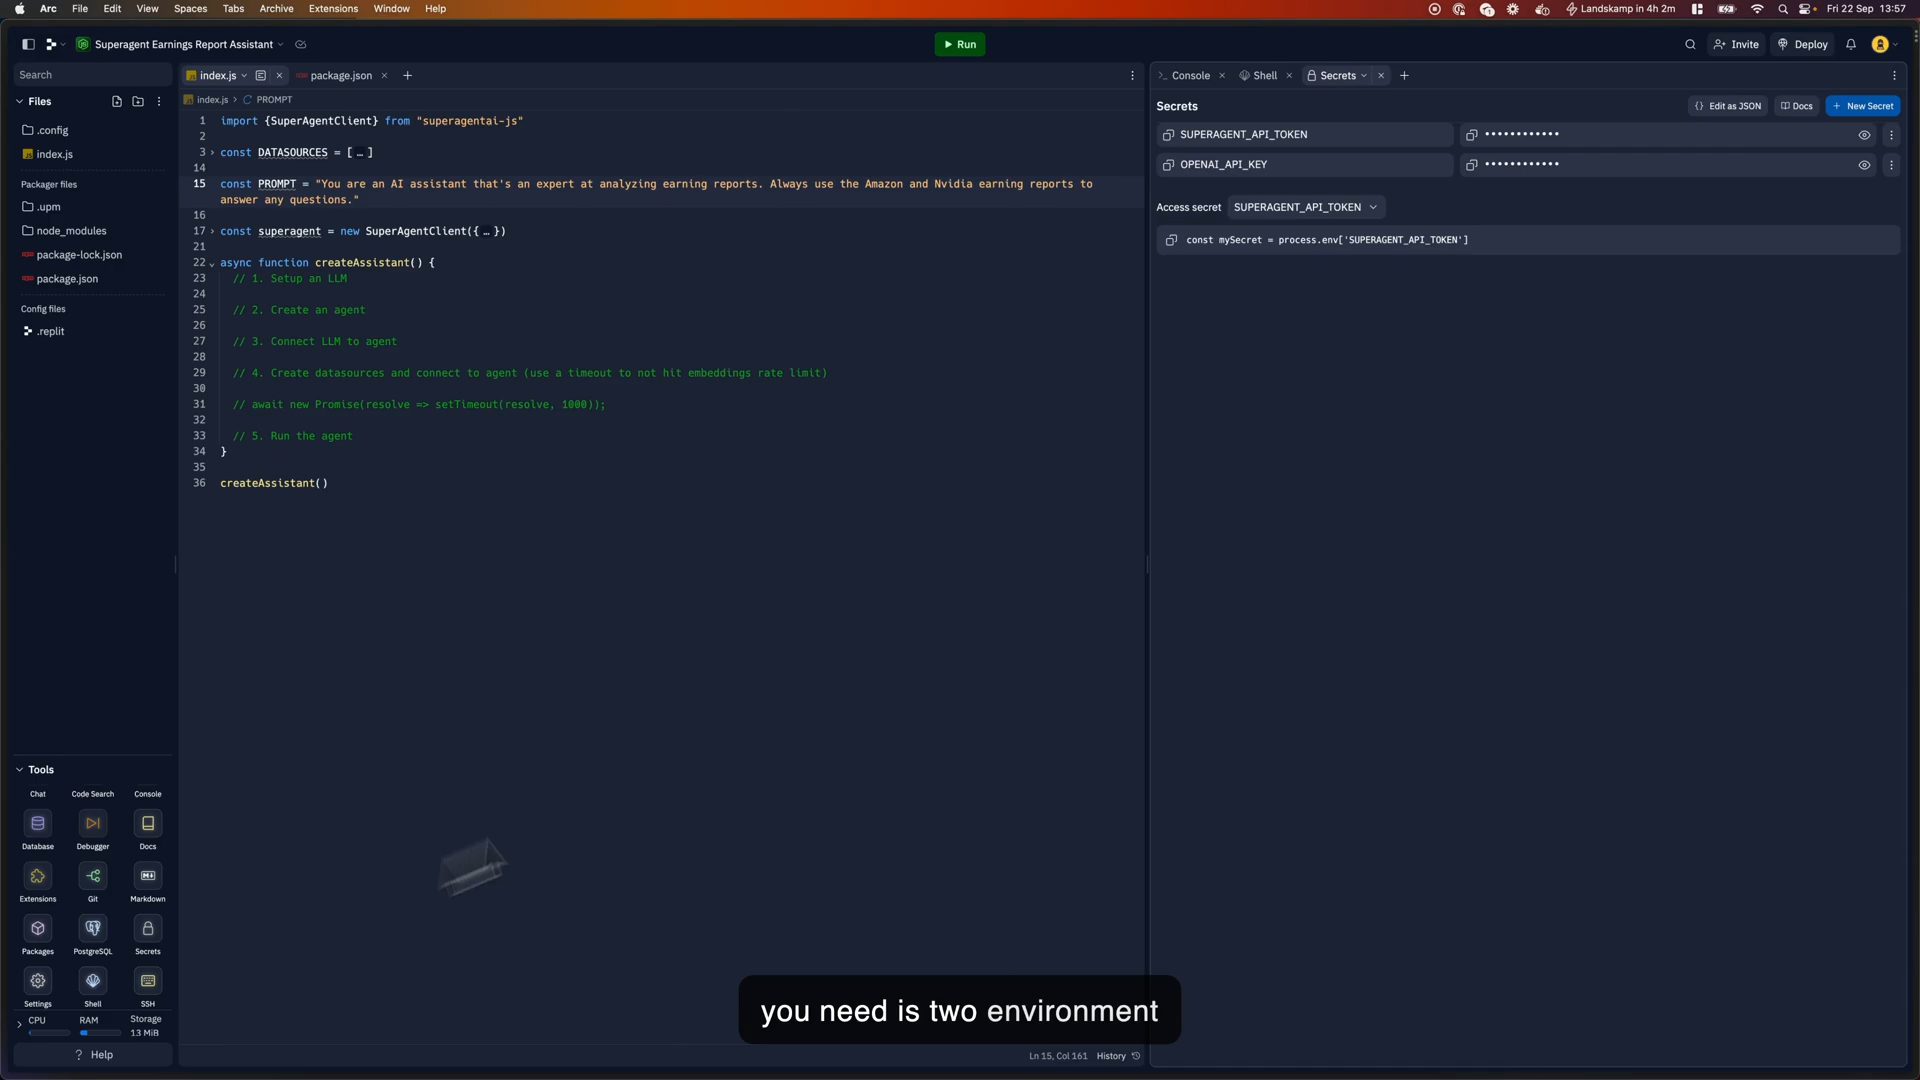 Arc File Edit View Spaces Tabs Archive Extensions Window Help
Landskamp in 4h 2m Fri 22 Sep 13:57
Superagent Earnings Report Assistant
Run
Invite Deploy
Search
Files
.config
index.js
Packager files
.upm
node_modules
package-lock.json
package.json
Config files
.replit
Tools
Chat Code Search Console
Database Debugger Docs
Extensions Git Markdown
Packages PostgreSQL Secrets
Settings Shell SSH
CPU RAM Storage
13 MiB
? Help
index.js package.json
index.js > PROMPT
1 import {SuperAgentClient} from "superagentai-js"
2
3 const DATASOURCES = [ … ]
14
15 const PROMPT = "You are an AI assistant that's an expert at analyzing earning reports. Always use the Amazon and Nvidia earning reports to
answer any questions."
16
17 const superagent = new SuperAgentClient({ … })
21
22 async function createAssistant() {
23 // 1. Setup an LLM
24
25 // 2. Create an agent
26
27 // 3. Connect LLM to agent
28
29 // 4. Create datasources and connect to agent (use a timeout to not hit embeddings rate limit)
30
31 // await new Promise(resolve => setTimeout(resolve, 1000));
32
33 // 5. Run the agent
34 }
35
36 createAssistant()
Ln 15, Col 161 History
Console Shell Secrets
Secrets
{} Edit as JSON Docs + New Secret
SUPERAGENT_API_TOKEN ••••••••••••
OPENAI_API_KEY ••••••••••••
Access secret SUPERAGENT_API_TOKEN
const mySecret = process.env['SUPERAGENT_API_TOKEN']
you need is two environment